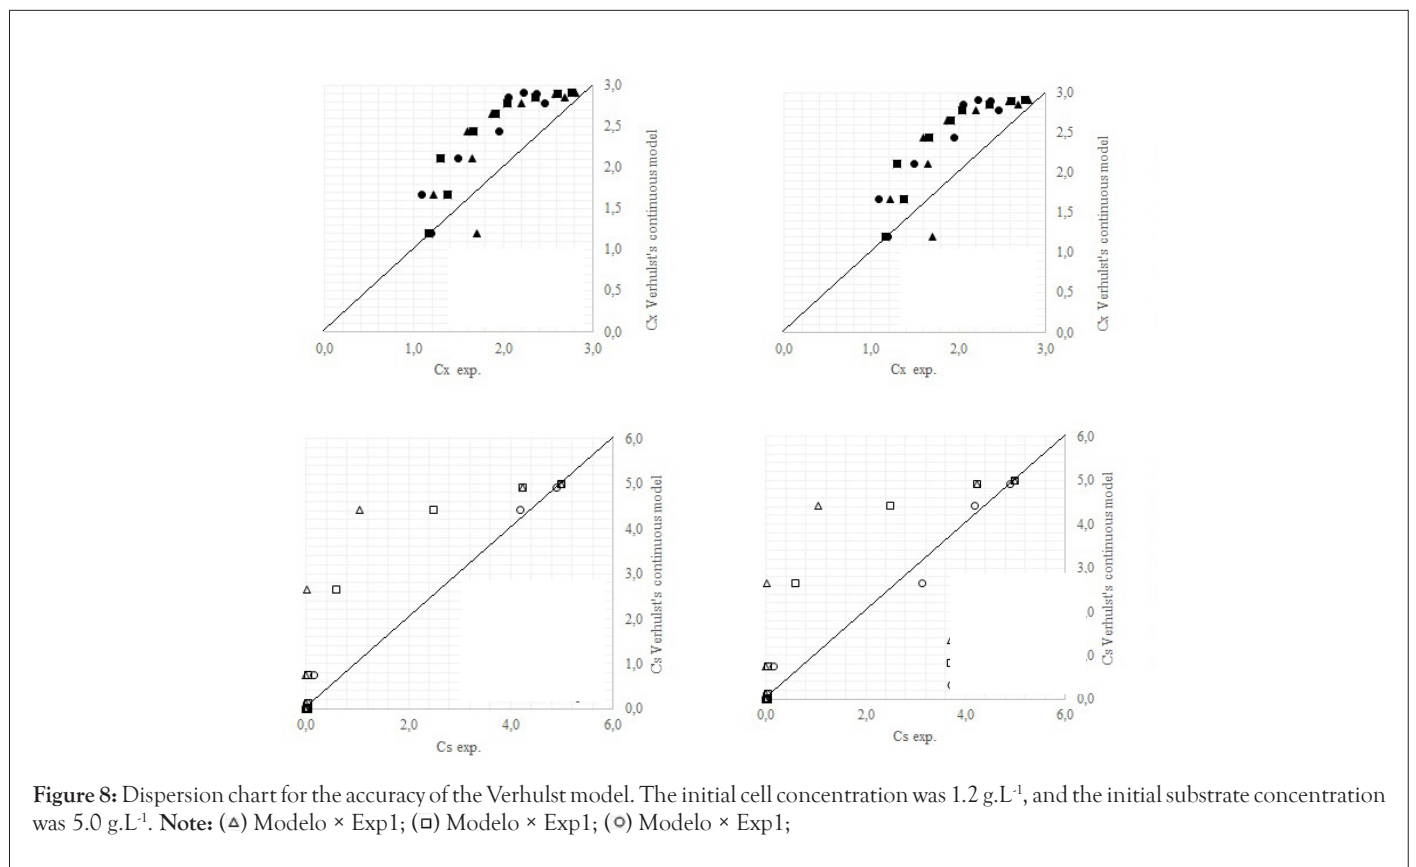 3,0
2,5
2,0
1,5
1,0
0,5
0,0
Cx Verhulst's continuous model
0,0 1,0 2,0 3,0
Cx exp.
3,0
2,5
2,0
1,5
1,0
0,5
0,0
Cx Verhulst's continuous model
0,0 1,0 2,0 3,0
Cx exp.
6,0
5,0
4,0
3,0
2,0
1,0
0,0
Cs Verhulst's continuous model
0,0 2,0 4,0 6,0
Cs exp.
6,0
5,0
4,0
3,0
,0
,0
0,0
Cs Verhulst's continuous model
0,0 2,0 4,0 6,0
Cs exp.
Figure 8: Dispersion chart for the accuracy of the Verhulst model. The initial cell concentration was 1.2 g.L-1, and the initial substrate concentration
was 5.0 g.L-1. Note: (△) Modelo × Exp1; (□) Modelo × Exp1; (○) Modelo × Exp1;